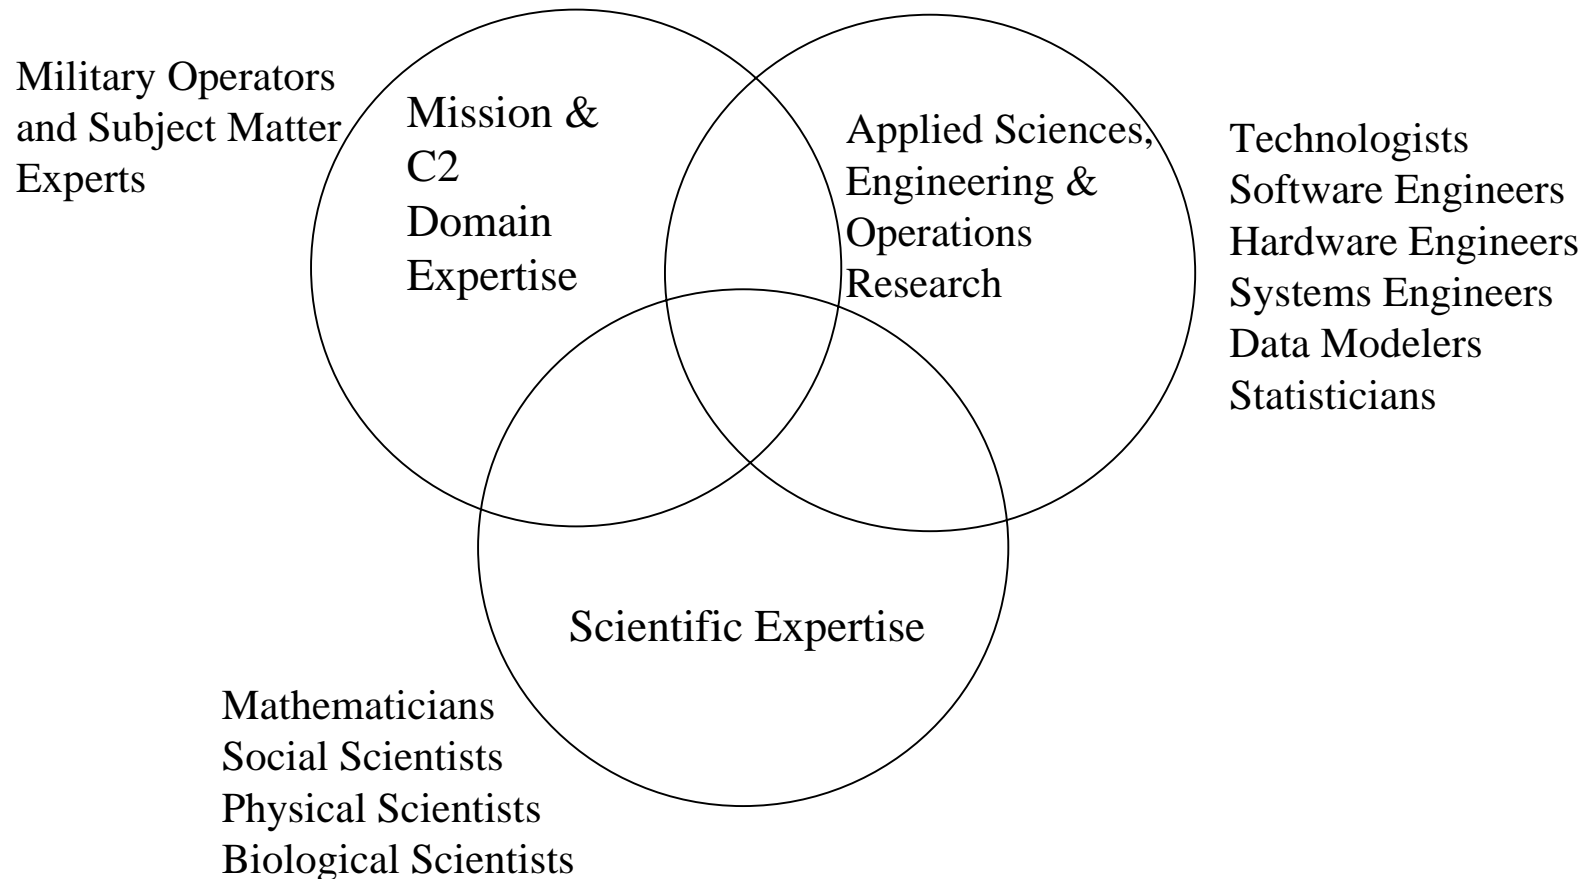 Military Operators
and Subject Matter
Experts
Mission &
C2
Domain
Expertise
Applied Sciences,
Engineering &
Operations
Research
Technologists
Software Engineers
Hardware Engineers
Systems Engineers
Data Modelers
Statisticians
Scientific Expertise
Mathematicians
Social Scientists
Physical Scientists
Biological Scientists